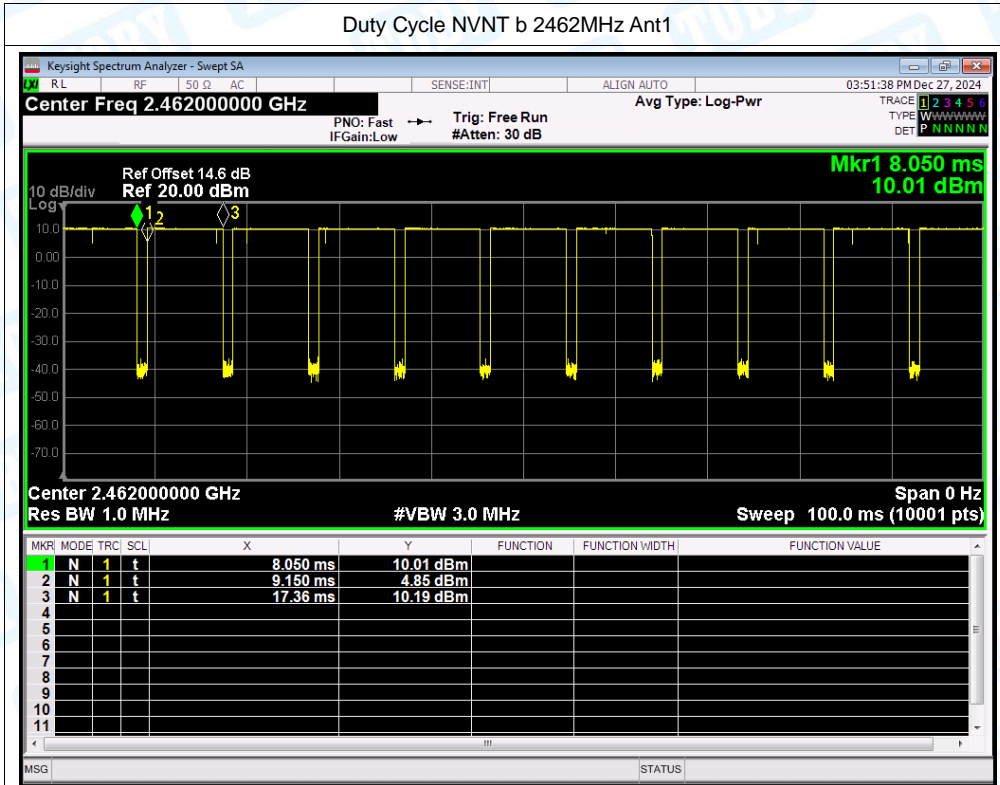 Duty Cycle NVNT b 2462MHz Ant1
Keysight Spectrum Analyzer - Swept SA
LXI RL RF 50 Ω AC SENSE:INT ALIGN AUTO 03:51:38 PM Dec 27, 2024
Center Freq 2.462000000 GHz Avg Type: Log-Pwr TRACE 1 2 3 4 5 6
PNO: Fast Trig: Free Run TYPE WWWWWW
IFGain:Low #Atten: 30 dB DET P N N N N N
Mkr1 8.050 ms
10.01 dBm
Ref Offset 14.6 dB
10 dB/div Ref 20.00 dBm
Log
1 2 3
10.0
0.00
-10.0
-20.0
-30.0
-40.0
-50.0
-60.0
-70.0
Center 2.462000000 GHz Span 0 Hz
Res BW 1.0 MHz #VBW 3.0 MHz Sweep 100.0 ms (10001 pts)
MKR MODE TRC SCL X Y FUNCTION FUNCTION WIDTH FUNCTION VALUE
1 N 1 t 8.050 ms 10.01 dBm
2 N 1 t 9.150 ms 4.85 dBm
3 N 1 t 17.36 ms 10.19 dBm
4
5
6
7
8
9
10
11
MSG STATUS